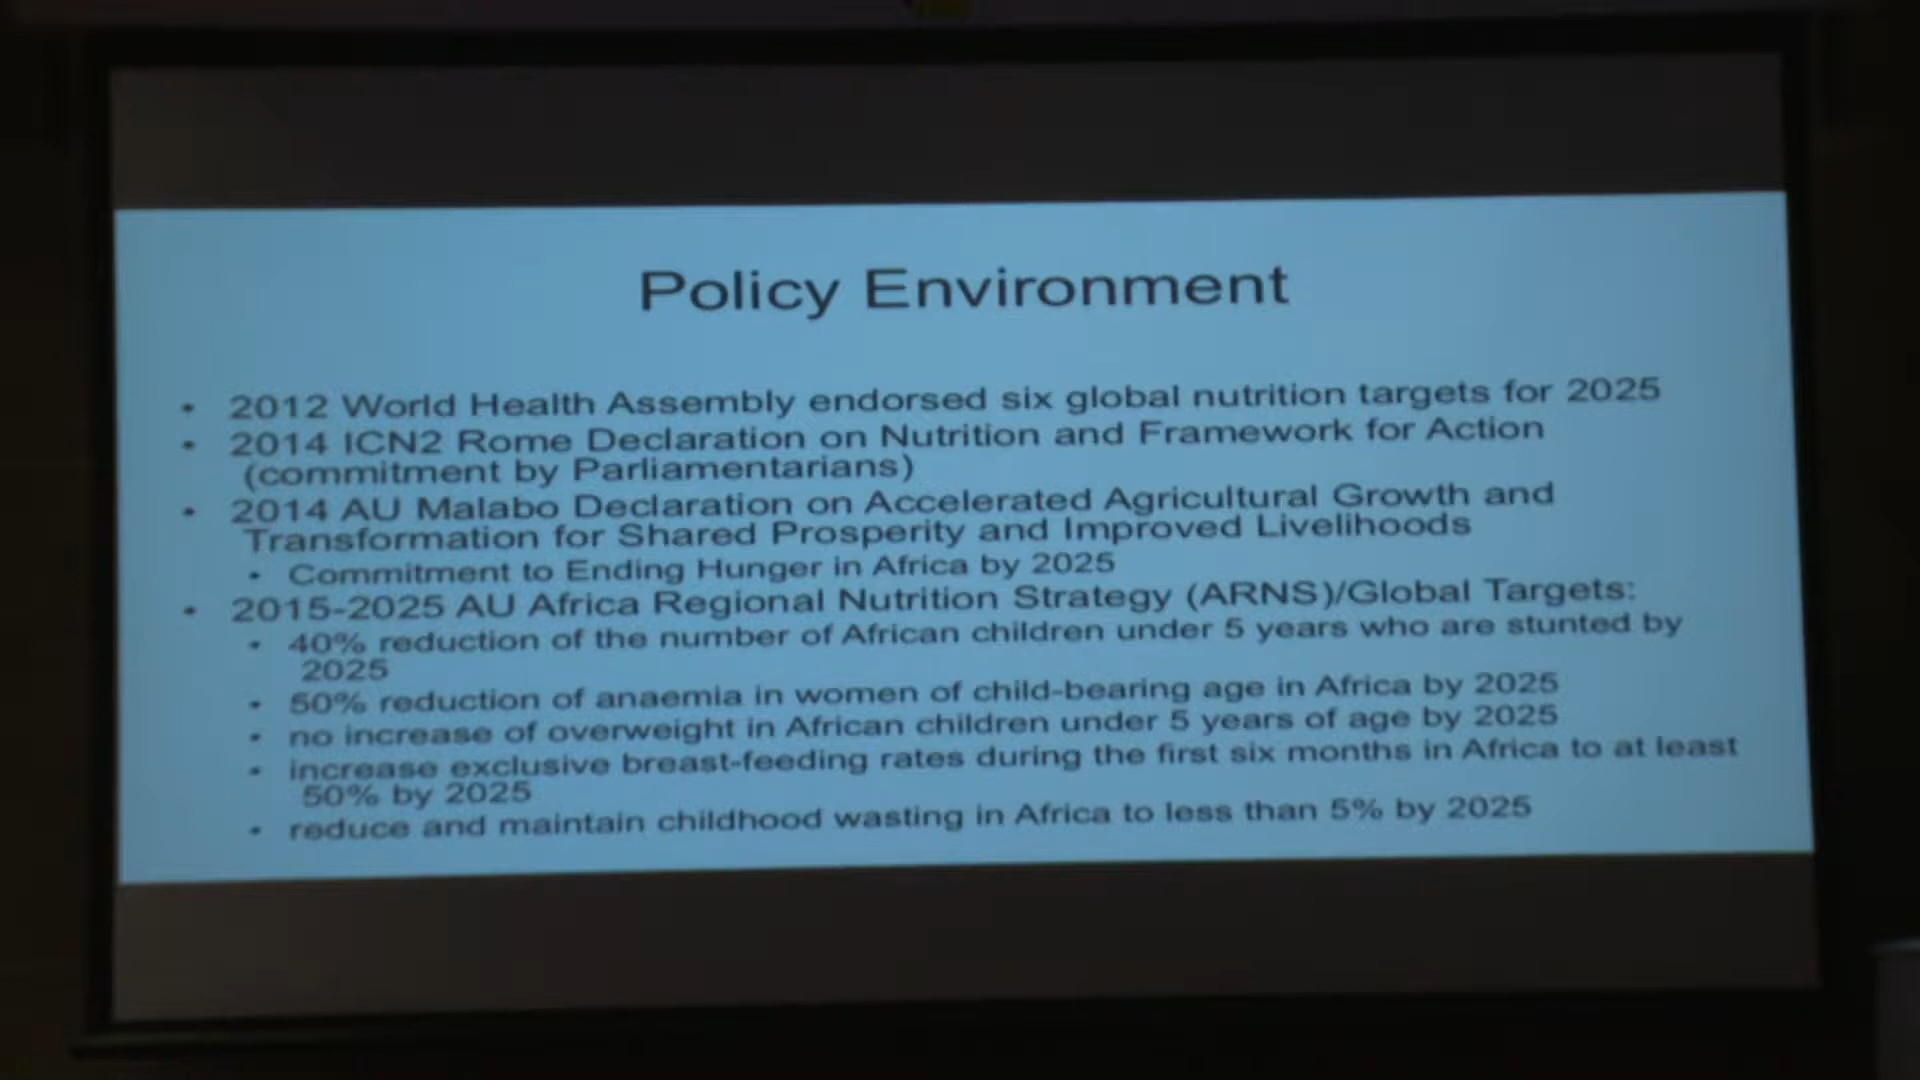 Policy Environment
• 2012 World Health Assembly endorsed six global nutrition targets for 2025
• 2014 ICN2 Rome Declaration on Nutrition and Framework for Action
(commitment by Parliamentarians)
• 2014 AU Malabo Declaration on Accelerated Agricultural Growth and
Transformation for Shared Prosperity and Improved Livelihoods
• Commitment to Ending Hunger in Africa by 2025
• 2015-2025 AU Africa Regional Nutrition Strategy (ARNS)/Global Targets:
• 40% reduction of the number of African children under 5 years who are stunted by
2025
• 50% reduction of anaemia in women of child-bearing age in Africa by 2025
• no increase of overweight in African children under 5 years of age by 2025
• increase exclusive breast-feeding rates during the first six months in Africa to at least
50% by 2025
• reduce and maintain childhood wasting in Africa to less than 5% by 2025